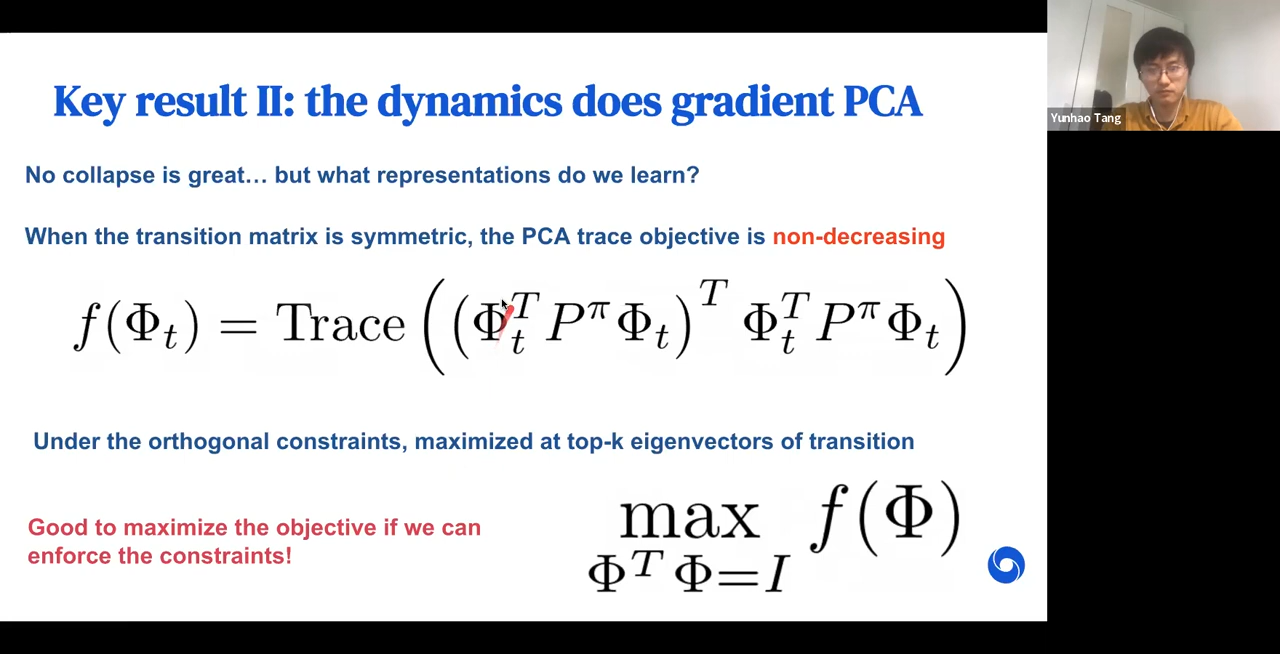 Key result II: the dynamics does gradient PCA
Yunhao Tang
No collapse is great… but what representations do we learn?
When the transition matrix is symmetric, the PCA trace objective is non-decreasing
f(Φ_t) = Trace((Φ_t^T P^π Φ_t)^T Φ_t^T P^π Φ_t)
Under the orthogonal constraints, maximized at top-k eigenvectors of transition
Good to maximize the objective if we can
enforce the constraints!
max f(Φ)
Φ^T Φ=I